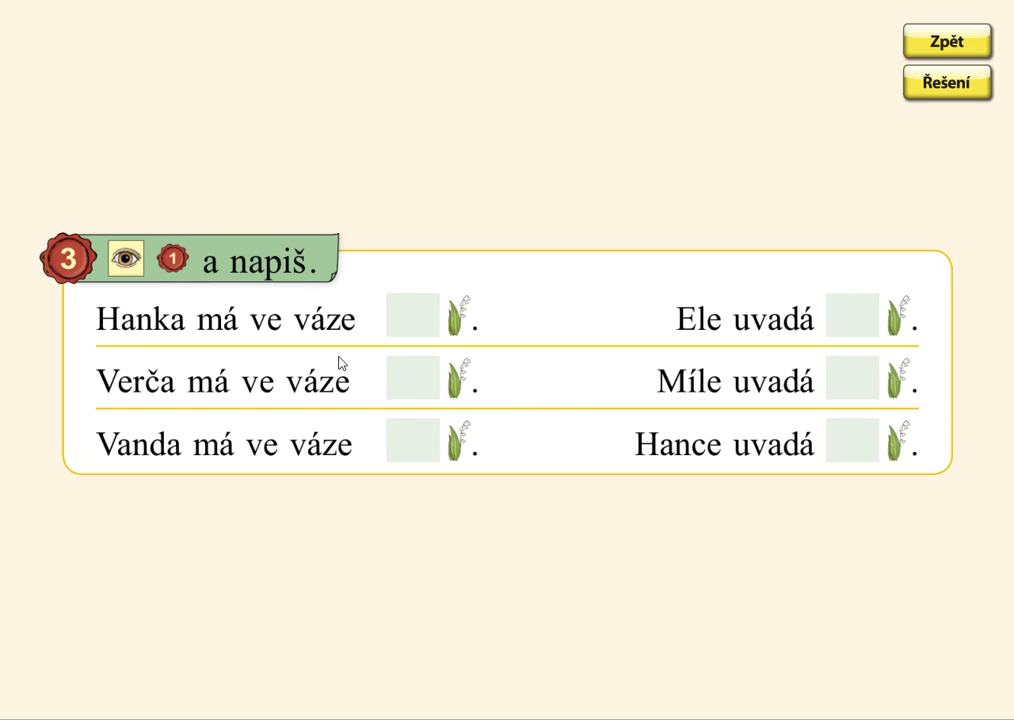 Zpět
Řešení
3 1 a napiš.
Hanka má ve váze . Ele uvadá .
Verča má ve váze . Míle uvadá .
Vanda má ve váze . Hance uvadá .